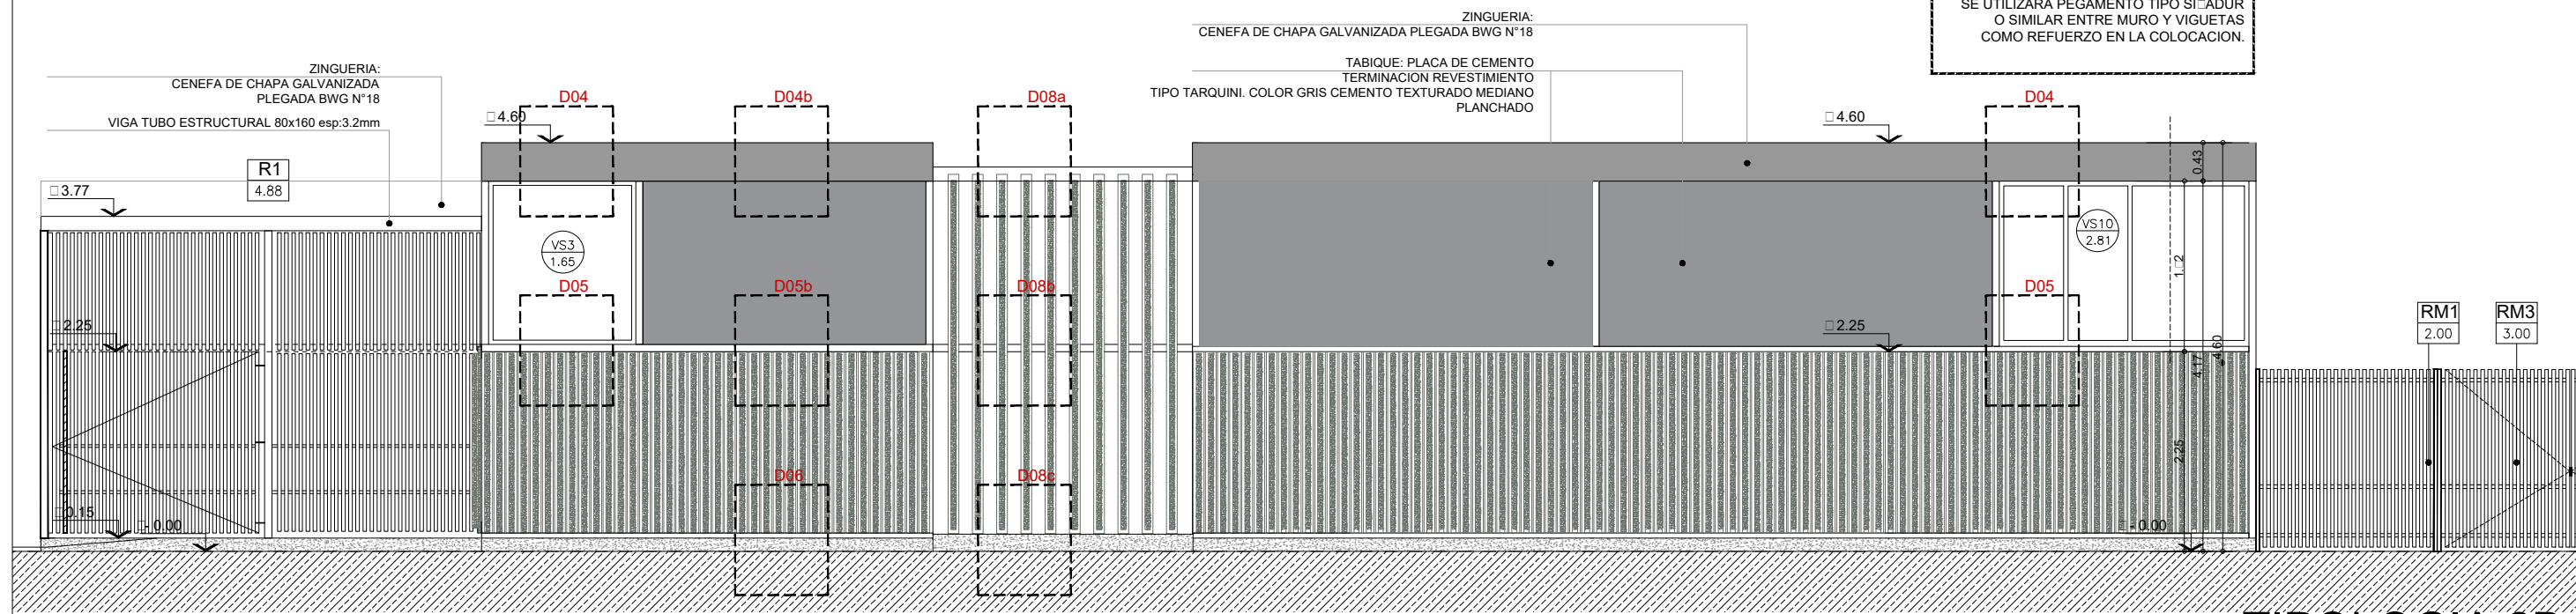 SE UTILIZARA PEGAMENTO TIPO SI□ADUR
O SIMILAR ENTRE MURO Y VIGUETAS
COMO REFUERZO EN LA COLOCACION.
ZINGUERIA:
CENEFA DE CHAPA GALVANIZADA PLEGADA BWG N°18
TABIQUE: PLACA DE CEMENTO
TERMINACION REVESTIMIENTO
TIPO TARQUINI. COLOR GRIS CEMENTO TEXTURADO MEDIANO
PLANCHADO
ZINGUERIA:
CENEFA DE CHAPA GALVANIZADA
PLEGADA BWG N°18
VIGA TUBO ESTRUCTURAL 80x160 esp:3.2mm
D04
D04b
D08a
D04
□ 4.60
□ 4.60
R1
4.88
□ 3.77
0.43
VS3
1.65
VS10
2.81
1.□2
D05
D05b
D08b
D05
□ 2.25
□ 2.25
4.60
4.17
RM1
2.00
RM3
3.00
2.25
D06
D08c
□ 0.15
□- 0.00
□ - 0.00